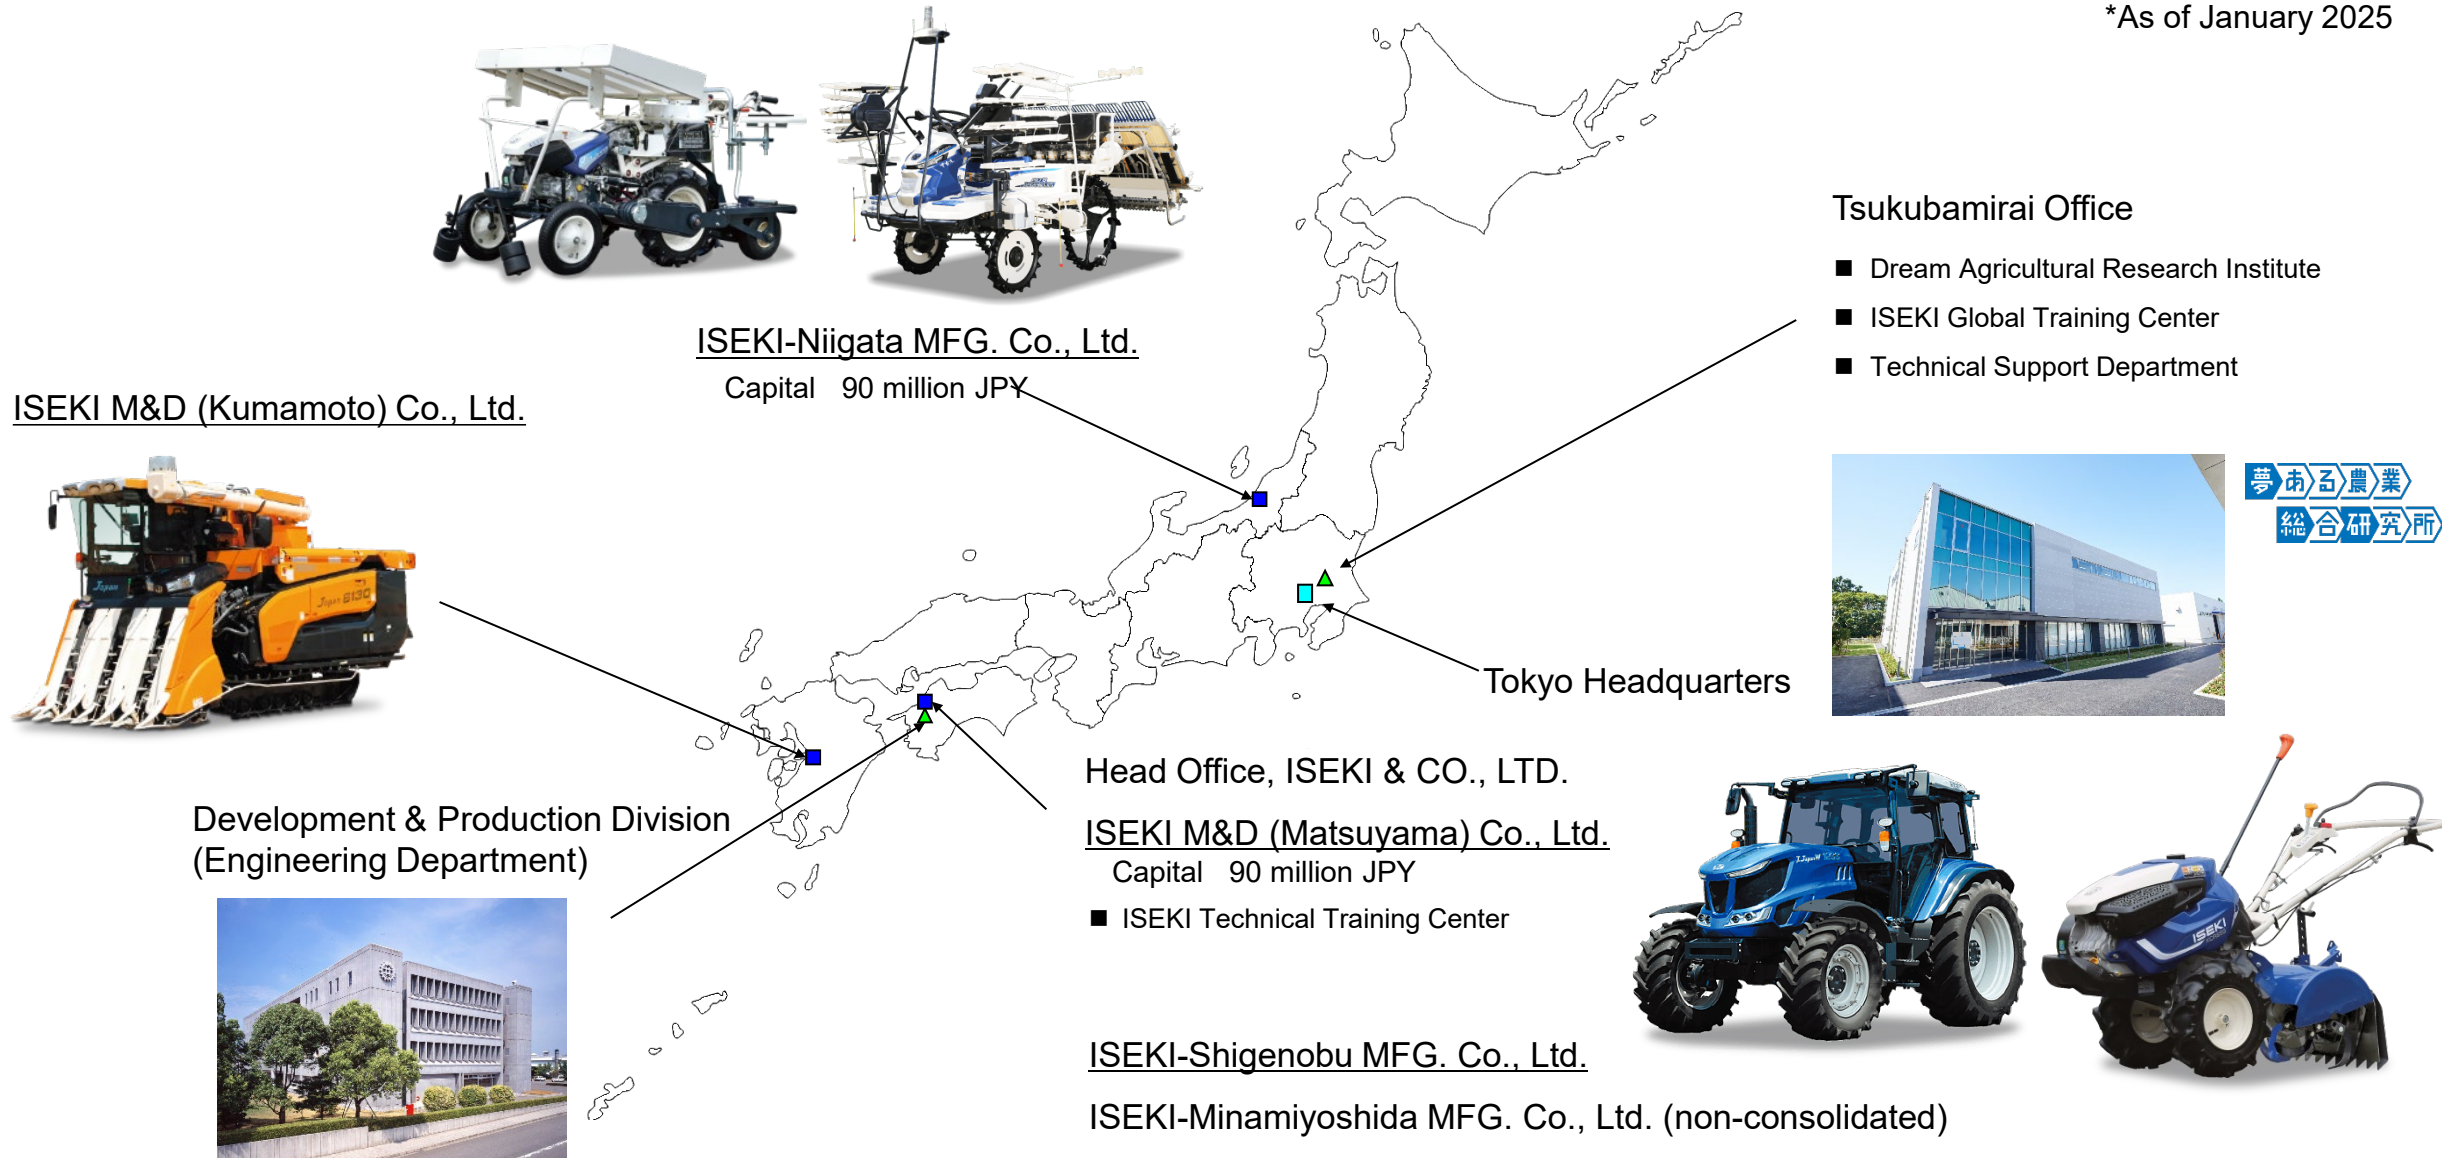 *As of January 2025
Tsukubamirai Office
■ Dream Agricultural Research Institute
■ ISEKI Global Training Center
■ Technical Support Department
ISEKI-Niigata MFG. Co., Ltd.
Capital 90 million JPY
ISEKI M&D (Kumamoto) Co., Ltd.
夢ある農業
総合研究所
Japan
Japan 6130
Tokyo Headquarters
Head Office, ISEKI & CO., LTD.
ISEKI M&D (Matsuyama) Co., Ltd.
Capital 90 million JPY
■ ISEKI Technical Training Center
Development & Production Division
(Engineering Department)
ISEKI
ISEKI-Shigenobu MFG. Co., Ltd.
ISEKI-Minamiyoshida MFG. Co., Ltd. (non-consolidated)